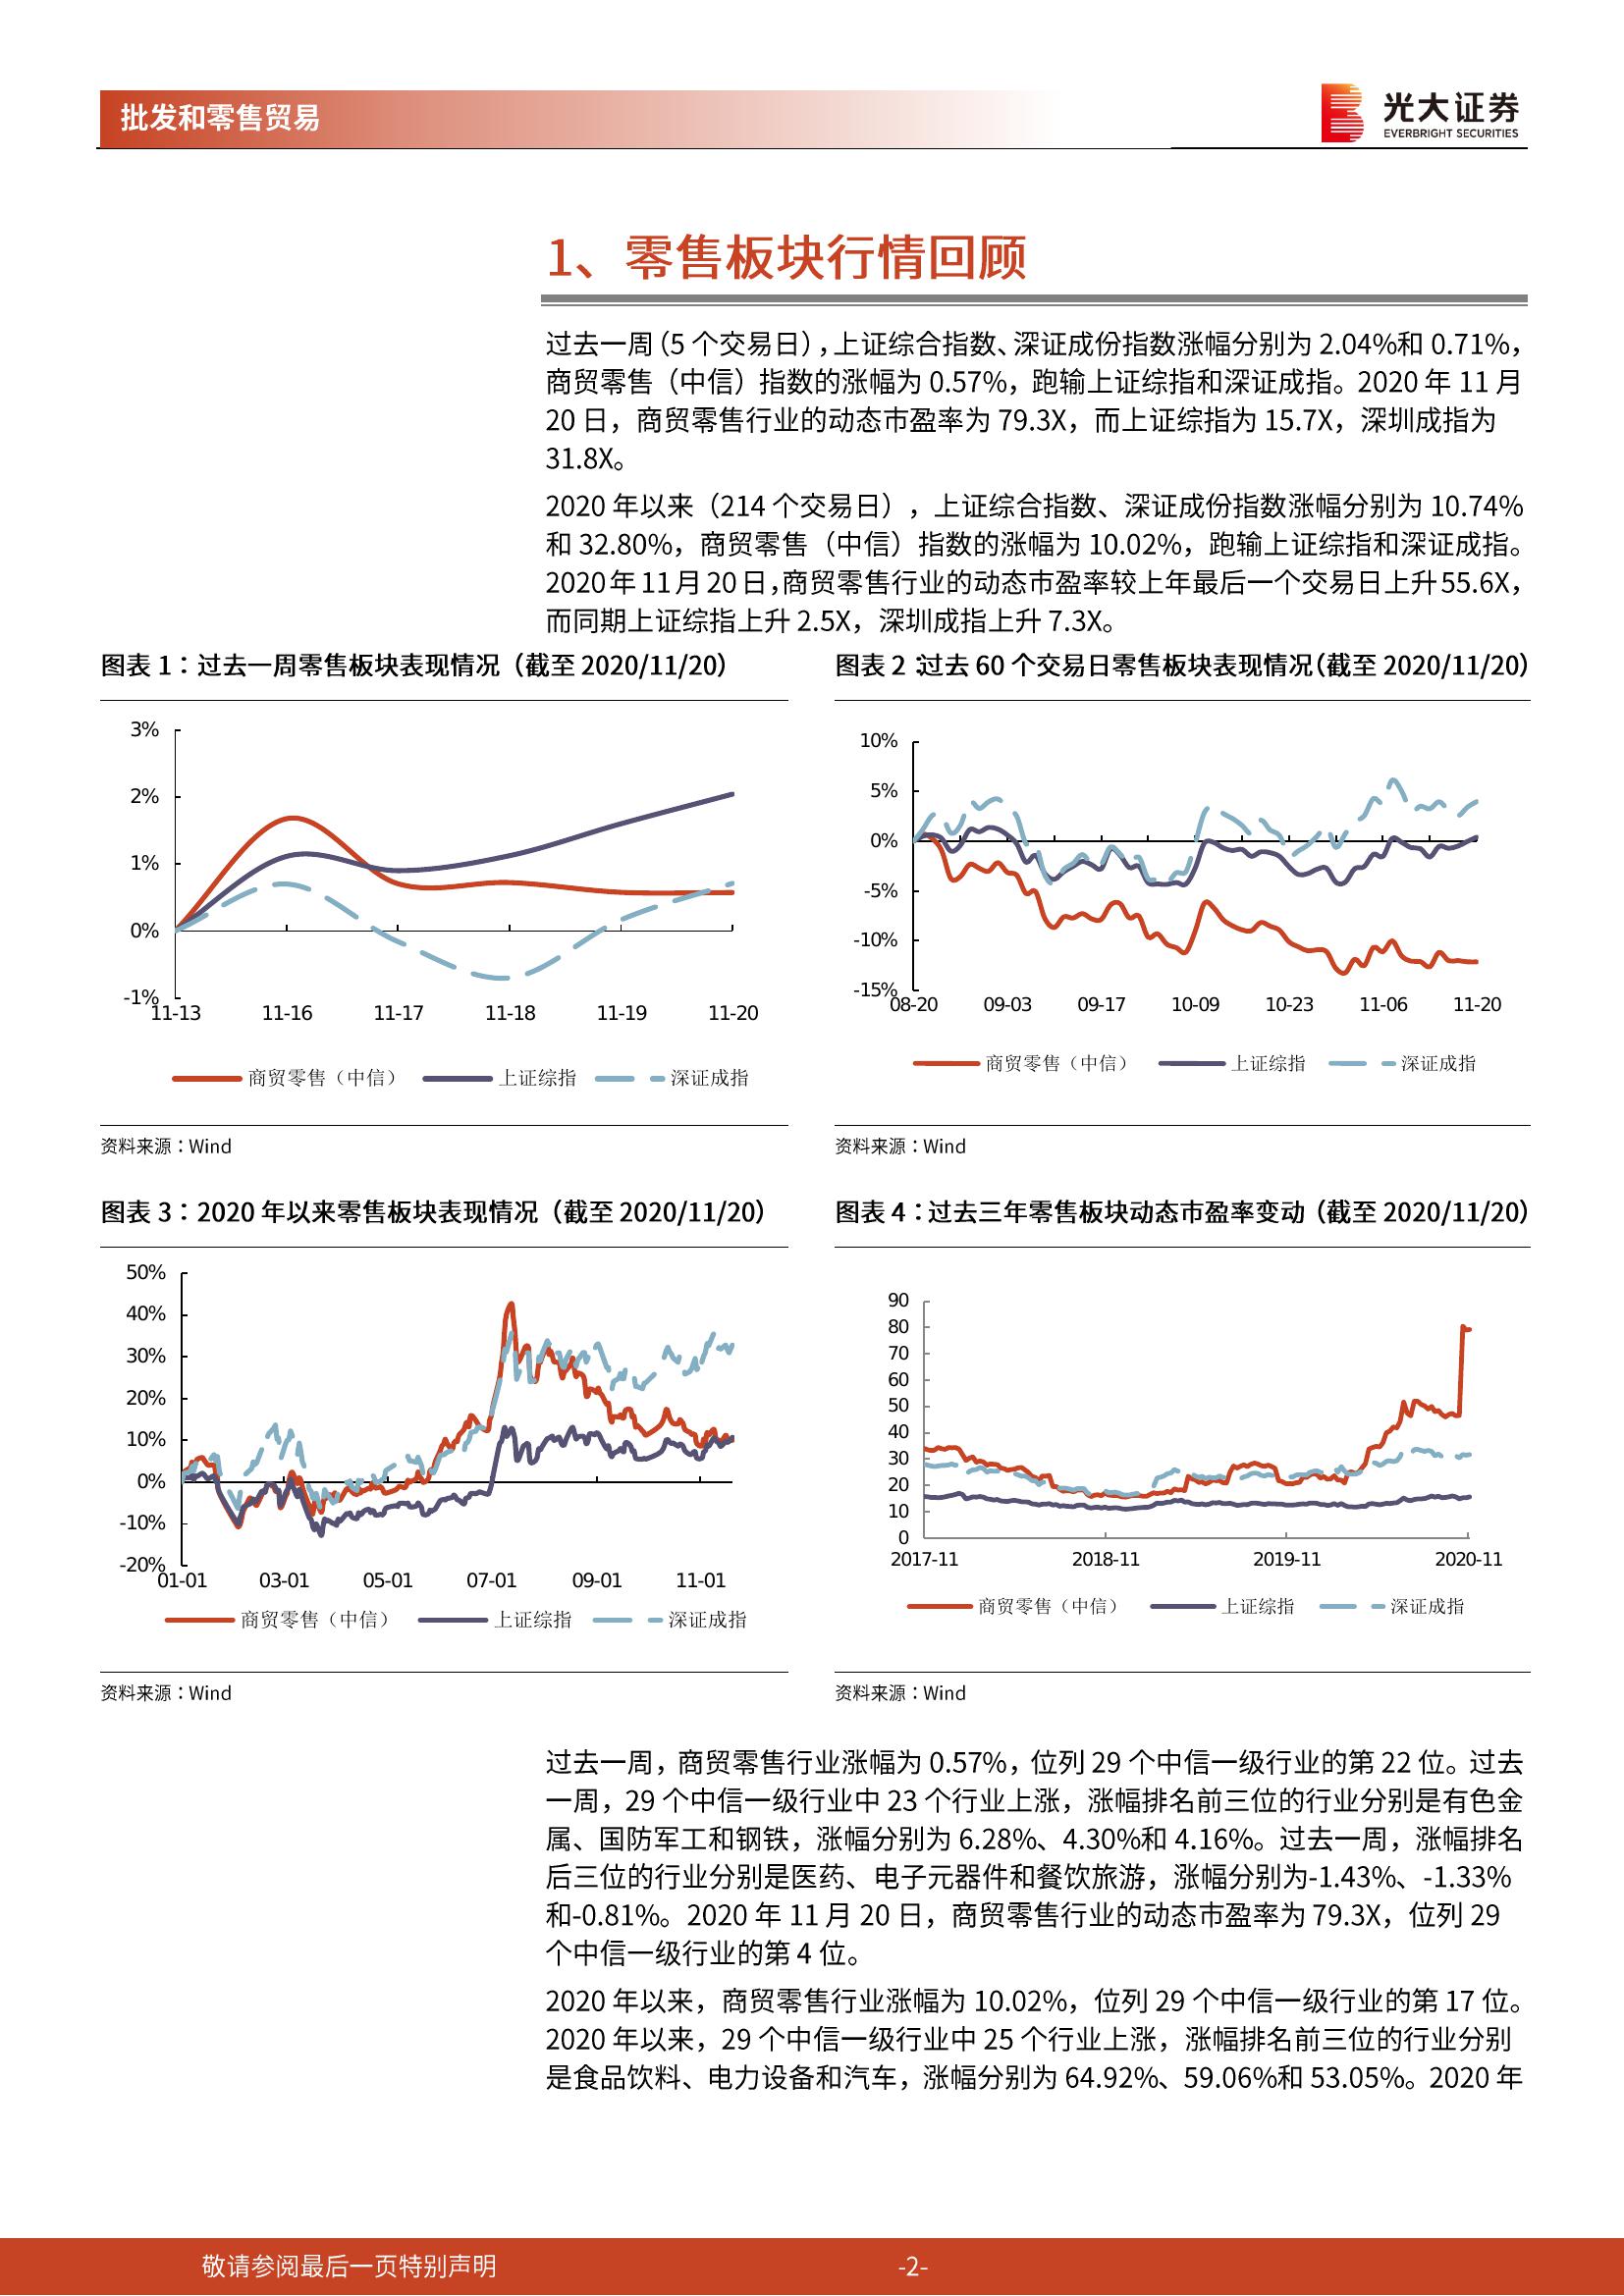 批发和零售贸易
光大证券
EVERBRIGHT SECURITIES
1、零售板块行情回顾
过去一周（5 个交易日），上证综合指数、深证成份指数涨幅分别为 2.04%和 0.71%，
商贸零售（中信）指数的涨幅为 0.57%，跑输上证综指和深证成指。2020 年 11 月
20 日，商贸零售行业的动态市盈率为 79.3X，而上证综指为 15.7X，深圳成指为
31.8X。
2020 年以来（214 个交易日），上证综合指数、深证成份指数涨幅分别为 10.74%
和 32.80%，商贸零售（中信）指数的涨幅为 10.02%，跑输上证综指和深证成指。
2020 年 11 月 20 日，商贸零售行业的动态市盈率较上年最后一个交易日上升 55.6X，
而同期上证综指上升 2.5X，深圳成指上升 7.3X。
图表 1：过去一周零售板块表现情况（截至 2020/11/20）
3%
2%
1%
0%
-1%
11-13 11-16 11-17 11-18 11-19 11-20
商贸零售（中信） 上证综指 深证成指
资料来源：Wind
图表 2：过去 60 个交易日零售板块表现情况（截至 2020/11/20）
10%
5%
0%
-5%
-10%
-15%
08-20 09-03 09-17 10-09 10-23 11-06 11-20
商贸零售（中信） 上证综指 深证成指
资料来源：Wind
图表 3：2020 年以来零售板块表现情况（截至 2020/11/20）
50%
40%
30%
20%
10%
0%
-10%
-20%
01-01 03-01 05-01 07-01 09-01 11-01
商贸零售（中信） 上证综指 深证成指
资料来源：Wind
图表 4：过去三年零售板块动态市盈率变动（截至 2020/11/20）
90
80
70
60
50
40
30
20
10
0
2017-11 2018-11 2019-11 2020-11
商贸零售（中信） 上证综指 深证成指
资料来源：Wind
过去一周，商贸零售行业涨幅为 0.57%，位列 29 个中信一级行业的第 22 位。过去
一周，29 个中信一级行业中 23 个行业上涨，涨幅排名前三位的行业分别是有色金
属、国防军工和钢铁，涨幅分别为 6.28%、4.30%和 4.16%。过去一周，涨幅排名
后三位的行业分别是医药、电子元器件和餐饮旅游，涨幅分别为-1.43%、-1.33%
和-0.81%。2020 年 11 月 20 日，商贸零售行业的动态市盈率为 79.3X，位列 29
个中信一级行业的第 4 位。
2020 年以来，商贸零售行业涨幅为 10.02%，位列 29 个中信一级行业的第 17 位。
2020 年以来，29 个中信一级行业中 25 个行业上涨，涨幅排名前三位的行业分别
是食品饮料、电力设备和汽车，涨幅分别为 64.92%、59.06%和 53.05%。2020 年
敬请参阅最后一页特别声明
-2-